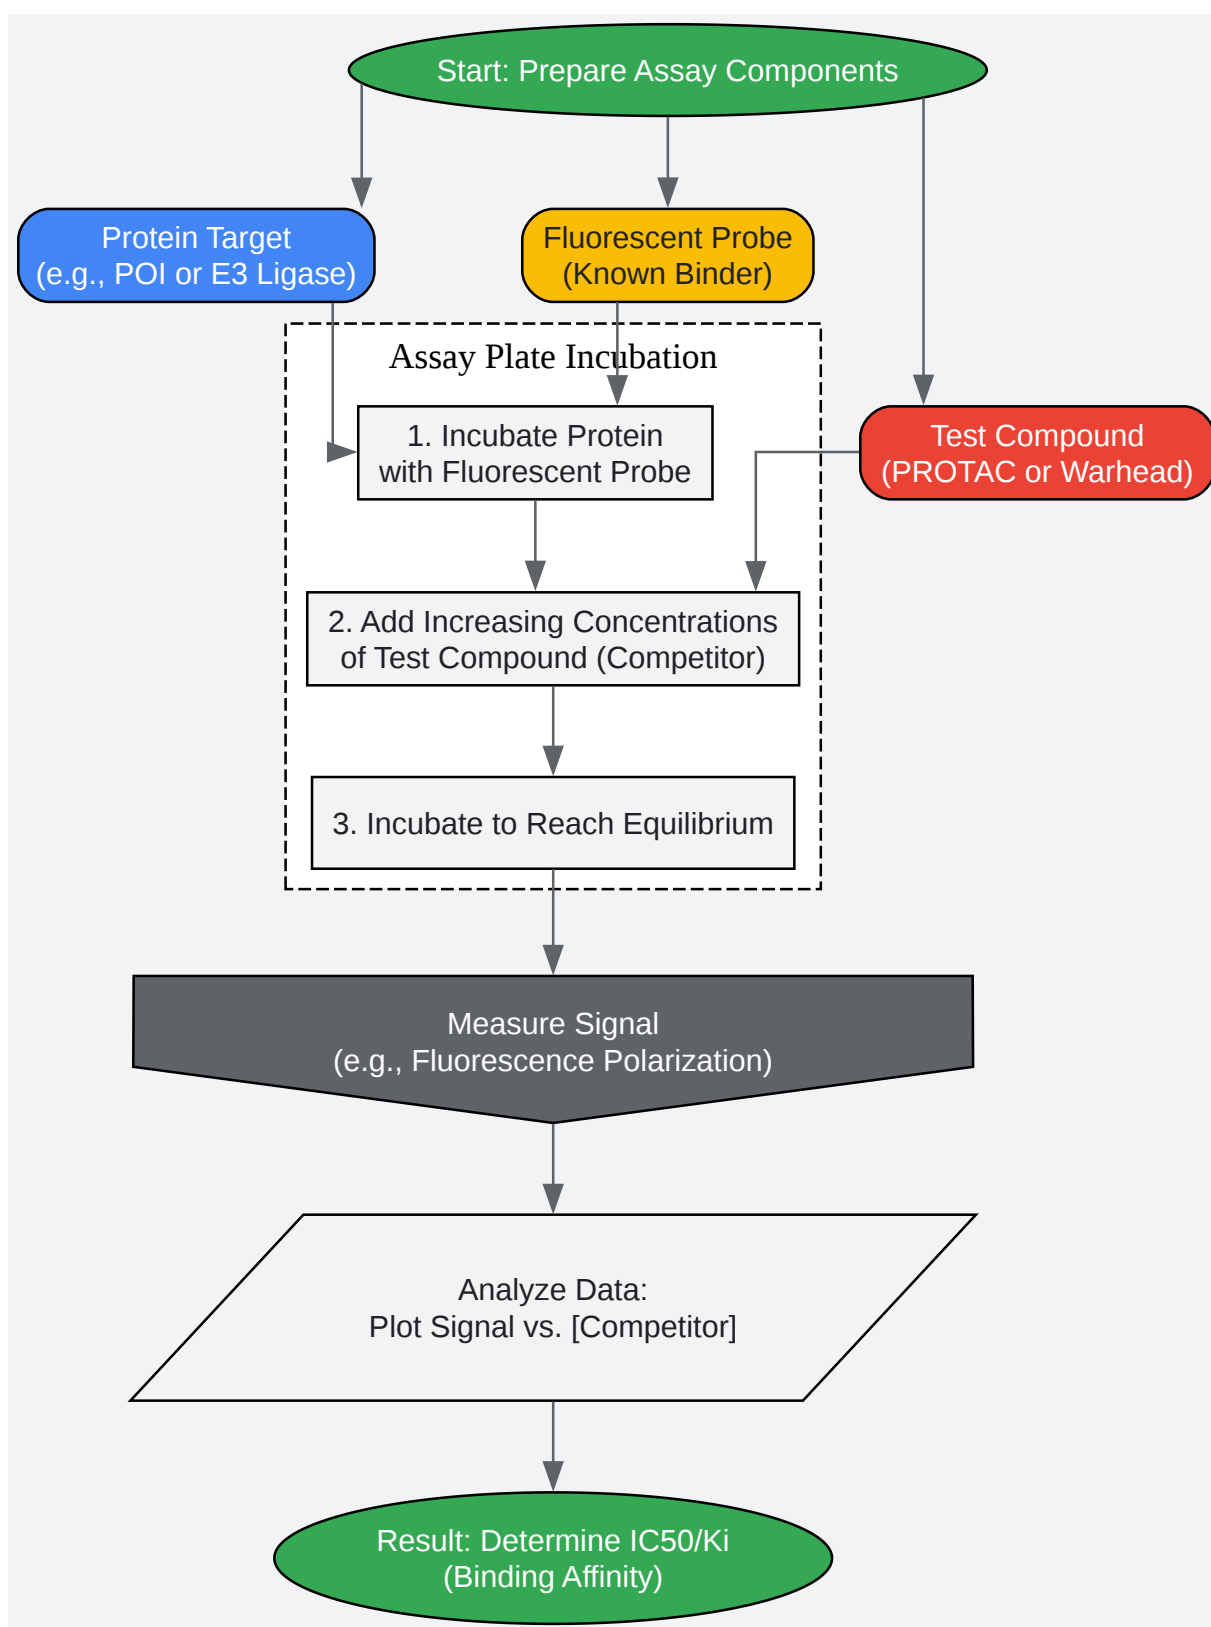 Start: Prepare Assay Components
Protein Target
(e.g., POI or E3 Ligase)
Fluorescent Probe
(Known Binder)
Assay Plate Incubation
1. Incubate Protein
with Fluorescent Probe
Test Compound
(PROTAC or Warhead)
2. Add Increasing Concentrations
of Test Compound (Competitor)
3. Incubate to Reach Equilibrium
Measure Signal
(e.g., Fluorescence Polarization)
Analyze Data:
Plot Signal vs. [Competitor]
Result: Determine IC50/Ki
(Binding Affinity)